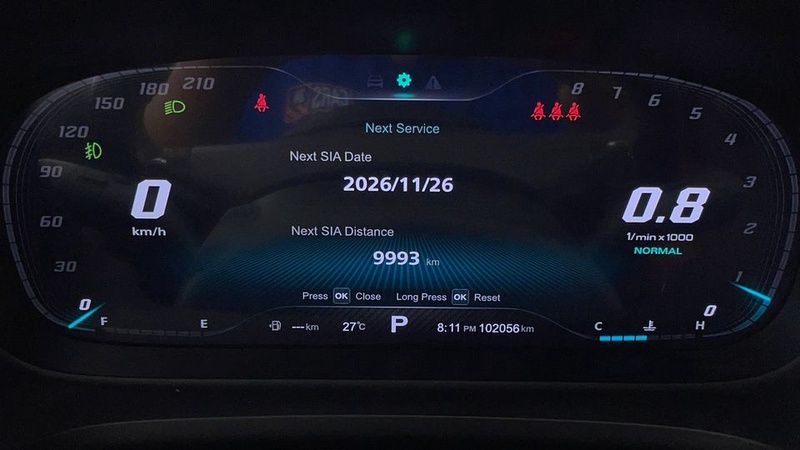 210
180
150
120
90
60
30
0
8
7
6
5
4
3
2
1
0
Next Service
Next SIA Date
2026/11/26
0
km/h
0.8
1/min x 1000
NORMAL
Next SIA Distance
9993 km
Press OK Close Long Press OK Reset
F E
---km 27°C P 8:11 PM 102056km
C H